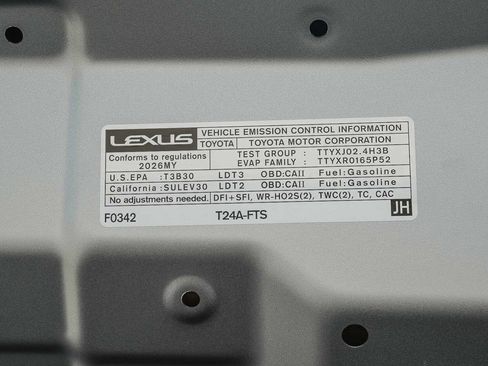 LEXUS VEHICLE EMISSION CONTROL INFORMATION
TOYOTA TOYOTA MOTOR CORPORATION
Conforms to regulations TEST GROUP : TTYXJ02.4H3B
2026MY EVAP FAMILY : TTYXR0165P52
U.S.EPA :T3B30 LDT3 OBD:CAII Fuel:Gasoline
California :SULEV30 LDT2 OBD:CAII Fuel:Gasoline
No adjustments needed. DFI+SFI, WR-HO2S(2), TWC(2), TC, CAC
F0342 T24A-FTS JH